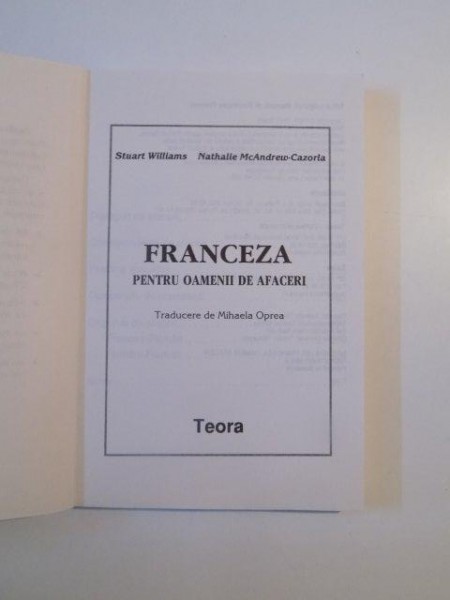 Stuart Williams Nathalie McAndrew-Cazorla
FRANCEZA
PENTRU OAMENII DE AFACERI
Traducere de Mihaela Oprea
Teora